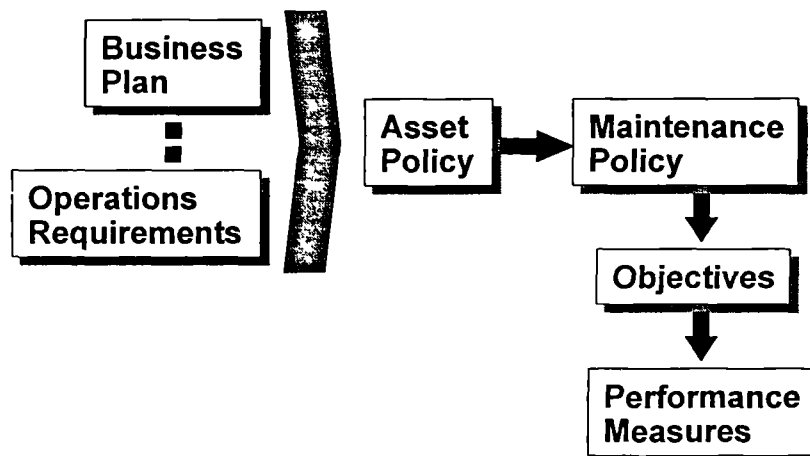 Business
Plan
Operations
Requirements
Asset
Policy
Maintenance
Policy
Objectives
Performance
Measures